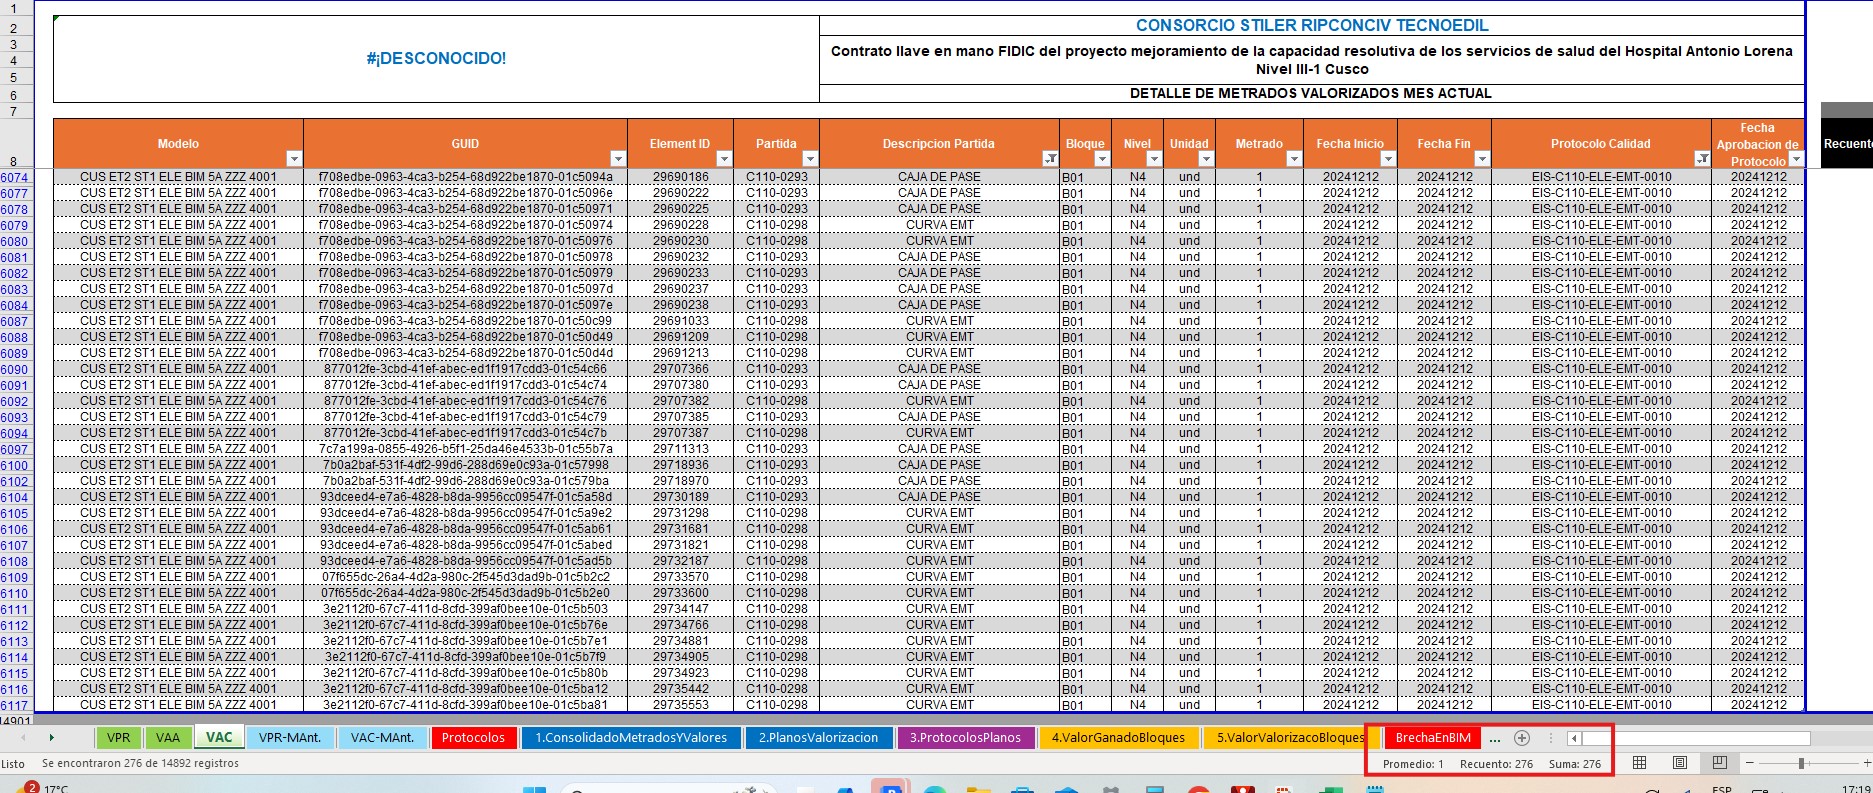 1
2 CONSORCIO STILER RIPCONCIV TECNOEDIL
3 Contrato llave en mano FIDIC del proyecto mejoramiento de la capacidad resolutiva de los servicios de salud del Hospital Antonio Lorena
4 #¡DESCONOCIDO!
5 Nivel III-1 Cusco
6 DETALLE DE METRADOS VALORIZADOS MES ACTUAL
7
8 Modelo GUID Element ID Partida Descripcion Partida Bloque Nivel Unidad Metrado Fecha Inicio Fecha Fin Protocolo Calidad Fecha Aprobacion de Protocolo Recuento
6074 CUS ET2 ST1 ELE BIM 5A ZZZ 4001 f708edbe-0963-4ca3-b254-68d922be1870-01c5094a 29690186 C110-0293 CAJA DE PASE B01 N4 und 1 20241212 20241212 EIS-C110-ELE-EMT-0010 20241212
6077 CUS ET2 ST1 ELE BIM 5A ZZZ 4001 f708edbe-0963-4ca3-b254-68d922be1870-01c5096e 29690222 C110-0293 CAJA DE PASE B01 N4 und 1 20241212 20241212 EIS-C110-ELE-EMT-0010 20241212
6078 CUS ET2 ST1 ELE BIM 5A ZZZ 4001 f708edbe-0963-4ca3-b254-68d922be1870-01c50971 29690225 C110-0293 CAJA DE PASE B01 N4 und 1 20241212 20241212 EIS-C110-ELE-EMT-0010 20241212
6079 CUS ET2 ST1 ELE BIM 5A ZZZ 4001 f708edbe-0963-4ca3-b254-68d922be1870-01c50974 29690228 C110-0298 CURVA EMT B01 N4 und 1 20241212 20241212 EIS-C110-ELE-EMT-0010 20241212
6080 CUS ET2 ST1 ELE BIM 5A ZZZ 4001 f708edbe-0963-4ca3-b254-68d922be1870-01c50976 29690230 C110-0298 CURVA EMT B01 N4 und 1 20241212 20241212 EIS-C110-ELE-EMT-0010 20241212
6081 CUS ET2 ST1 ELE BIM 5A ZZZ 4001 f708edbe-0963-4ca3-b254-68d922be1870-01c50978 29690232 C110-0293 CAJA DE PASE B01 N4 und 1 20241212 20241212 EIS-C110-ELE-EMT-0010 20241212
6082 CUS ET2 ST1 ELE BIM 5A ZZZ 4001 f708edbe-0963-4ca3-b254-68d922be1870-01c50979 29690233 C110-0293 CAJA DE PASE B01 N4 und 1 20241212 20241212 EIS-C110-ELE-EMT-0010 20241212
6083 CUS ET2 ST1 ELE BIM 5A ZZZ 4001 f708edbe-0963-4ca3-b254-68d922be1870-01c5097d 29690237 C110-0293 CAJA DE PASE B01 N4 und 1 20241212 20241212 EIS-C110-ELE-EMT-0010 20241212
6084 CUS ET2 ST1 ELE BIM 5A ZZZ 4001 f708edbe-0963-4ca3-b254-68d922be1870-01c5097e 29690238 C110-0293 CAJA DE PASE B01 N4 und 1 20241212 20241212 EIS-C110-ELE-EMT-0010 20241212
6087 CUS ET2 ST1 ELE BIM 5A ZZZ 4001 f708edbe-0963-4ca3-b254-68d922be1870-01c50c99 29691033 C110-0298 CURVA EMT B01 N4 und 1 20241212 20241212 EIS-C110-ELE-EMT-0010 20241212
6088 CUS ET2 ST1 ELE BIM 5A ZZZ 4001 f708edbe-0963-4ca3-b254-68d922be1870-01c50d49 29691209 C110-0298 CURVA EMT B01 N4 und 1 20241212 20241212 EIS-C110-ELE-EMT-0010 20241212
6089 CUS ET2 ST1 ELE BIM 5A ZZZ 4001 f708edbe-0963-4ca3-b254-68d922be1870-01c50d4d 29691213 C110-0298 CURVA EMT B01 N4 und 1 20241212 20241212 EIS-C110-ELE-EMT-0010 20241212
6090 CUS ET2 ST1 ELE BIM 5A ZZZ 4001 877012fe-3cbd-41ef-abec-ed1f1917cdd3-01c54c66 29707366 C110-0293 CAJA DE PASE B01 N4 und 1 20241212 20241212 EIS-C110-ELE-EMT-0010 20241212
6091 CUS ET2 ST1 ELE BIM 5A ZZZ 4001 877012fe-3cbd-41ef-abec-ed1f1917cdd3-01c54c74 29707380 C110-0293 CAJA DE PASE B01 N4 und 1 20241212 20241212 EIS-C110-ELE-EMT-0010 20241212
6092 CUS ET2 ST1 ELE BIM 5A ZZZ 4001 877012fe-3cbd-41ef-abec-ed1f1917cdd3-01c54c76 29707382 C110-0298 CURVA EMT B01 N4 und 1 20241212 20241212 EIS-C110-ELE-EMT-0010 20241212
6093 CUS ET2 ST1 ELE BIM 5A ZZZ 4001 877012fe-3cbd-41ef-abec-ed1f1917cdd3-01c54c79 29707385 C110-0293 CAJA DE PASE B01 N4 und 1 20241212 20241212 EIS-C110-ELE-EMT-0010 20241212
6094 CUS ET2 ST1 ELE BIM 5A ZZZ 4001 877012fe-3cbd-41ef-abec-ed1f1917cdd3-01c54c7b 29707387 C110-0298 CURVA EMT B01 N4 und 1 20241212 20241212 EIS-C110-ELE-EMT-0010 20241212
6097 CUS ET2 ST1 ELE BIM 5A ZZZ 4001 7c7a199a-0855-4926-b5f1-25da46e4533b-01c55b7a 29711313 C110-0293 CAJA DE PASE B01 N4 und 1 20241212 20241212 EIS-C110-ELE-EMT-0010 20241212
6100 CUS ET2 ST1 ELE BIM 5A ZZZ 4001 7b0a2baf-531f-4df2-99d6-288d69e0c93a-01c57998 29718936 C110-0293 CAJA DE PASE B01 N4 und 1 20241212 20241212 EIS-C110-ELE-EMT-0010 20241212
6102 CUS ET2 ST1 ELE BIM 5A ZZZ 4001 7b0a2baf-531f-4df2-99d6-288d69e0c93a-01c579ba 29718970 C110-0293 CAJA DE PASE B01 N4 und 1 20241212 20241212 EIS-C110-ELE-EMT-0010 20241212
6104 CUS ET2 ST1 ELE BIM 5A ZZZ 4001 93dceed4-e7a6-4828-b8da-9956cc09547f-01c5a58d 29730189 C110-0293 CAJA DE PASE B01 N4 und 1 20241212 20241212 EIS-C110-ELE-EMT-0010 20241212
6105 CUS ET2 ST1 ELE BIM 5A ZZZ 4001 93dceed4-e7a6-4828-b8da-9956cc09547f-01c5a9e2 29731298 C110-0298 CURVA EMT B01 N4 und 1 20241212 20241212 EIS-C110-ELE-EMT-0010 20241212
6106 CUS ET2 ST1 ELE BIM 5A ZZZ 4001 93dceed4-e7a6-4828-b8da-9956cc09547f-01c5ab61 29731681 C110-0298 CURVA EMT B01 N4 und 1 20241212 20241212 EIS-C110-ELE-EMT-0010 20241212
6107 CUS ET2 ST1 ELE BIM 5A ZZZ 4001 93dceed4-e7a6-4828-b8da-9956cc09547f-01c5abed 29731821 C110-0298 CURVA EMT B01 N4 und 1 20241212 20241212 EIS-C110-ELE-EMT-0010 20241212
6108 CUS ET2 ST1 ELE BIM 5A ZZZ 4001 93dceed4-e7a6-4828-b8da-9956cc09547f-01c5ad5b 29732187 C110-0298 CURVA EMT B01 N4 und 1 20241212 20241212 EIS-C110-ELE-EMT-0010 20241212
6109 CUS ET2 ST1 ELE BIM 5A ZZZ 4001 07f655dc-26a4-4d2a-980c-2f545d3dad9b-01c5b2c2 29733570 C110-0298 CURVA EMT B01 N4 und 1 20241212 20241212 EIS-C110-ELE-EMT-0010 20241212
6110 CUS ET2 ST1 ELE BIM 5A ZZZ 4001 07f655dc-26a4-4d2a-980c-2f545d3dad9b-01c5b2e0 29733600 C110-0298 CURVA EMT B01 N4 und 1 20241212 20241212 EIS-C110-ELE-EMT-0010 20241212
6111 CUS ET2 ST1 ELE BIM 5A ZZZ 4001 3e2112f0-67c7-411d-8cfd-399af0bee10e-01c5b503 29734147 C110-0298 CURVA EMT B01 N4 und 1 20241212 20241212 EIS-C110-ELE-EMT-0010 20241212
6112 CUS ET2 ST1 ELE BIM 5A ZZZ 4001 3e2112f0-67c7-411d-8cfd-399af0bee10e-01c5b76e 29734766 C110-0298 CURVA EMT B01 N4 und 1 20241212 20241212 EIS-C110-ELE-EMT-0010 20241212
6113 CUS ET2 ST1 ELE BIM 5A ZZZ 4001 3e2112f0-67c7-411d-8cfd-399af0bee10e-01c5b7e1 29734881 C110-0298 CURVA EMT B01 N4 und 1 20241212 20241212 EIS-C110-ELE-EMT-0010 20241212
6114 CUS ET2 ST1 ELE BIM 5A ZZZ 4001 3e2112f0-67c7-411d-8cfd-399af0bee10e-01c5b7f9 29734905 C110-0298 CURVA EMT B01 N4 und 1 20241212 20241212 EIS-C110-ELE-EMT-0010 20241212
6115 CUS ET2 ST1 ELE BIM 5A ZZZ 4001 3e2112f0-67c7-411d-8cfd-399af0bee10e-01c5b80b 29734923 C110-0298 CURVA EMT B01 N4 und 1 20241212 20241212 EIS-C110-ELE-EMT-0010 20241212
6116 CUS ET2 ST1 ELE BIM 5A ZZZ 4001 3e2112f0-67c7-411d-8cfd-399af0bee10e-01c5ba12 29735442 C110-0298 CURVA EMT B01 N4 und 1 20241212 20241212 EIS-C110-ELE-EMT-0010 20241212
6117 CUS ET2 ST1 ELE BIM 5A ZZZ 4001 3e2112f0-67c7-411d-8cfd-399af0bee10e-01c5ba81 29735553 C110-0298 CURVA EMT B01 N4 und 1 20241212 20241212 EIS-C110-ELE-EMT-0010 20241212
14901
VPR VAA VAC VPR-MAnt. VAC-MAnt. Protocolos 1.ConsolidadoMetradosYValores 2.PlanosValorizacion 3.ProtocolosPlanos 4.ValorGanadoBloques 5.ValorValorizacoBloques BrechaEnBIM ...
Listo Se encontraron 276 de 14892 registros Promedio: 1 Recuento: 276 Suma: 276
2 17°C ESP 17:19